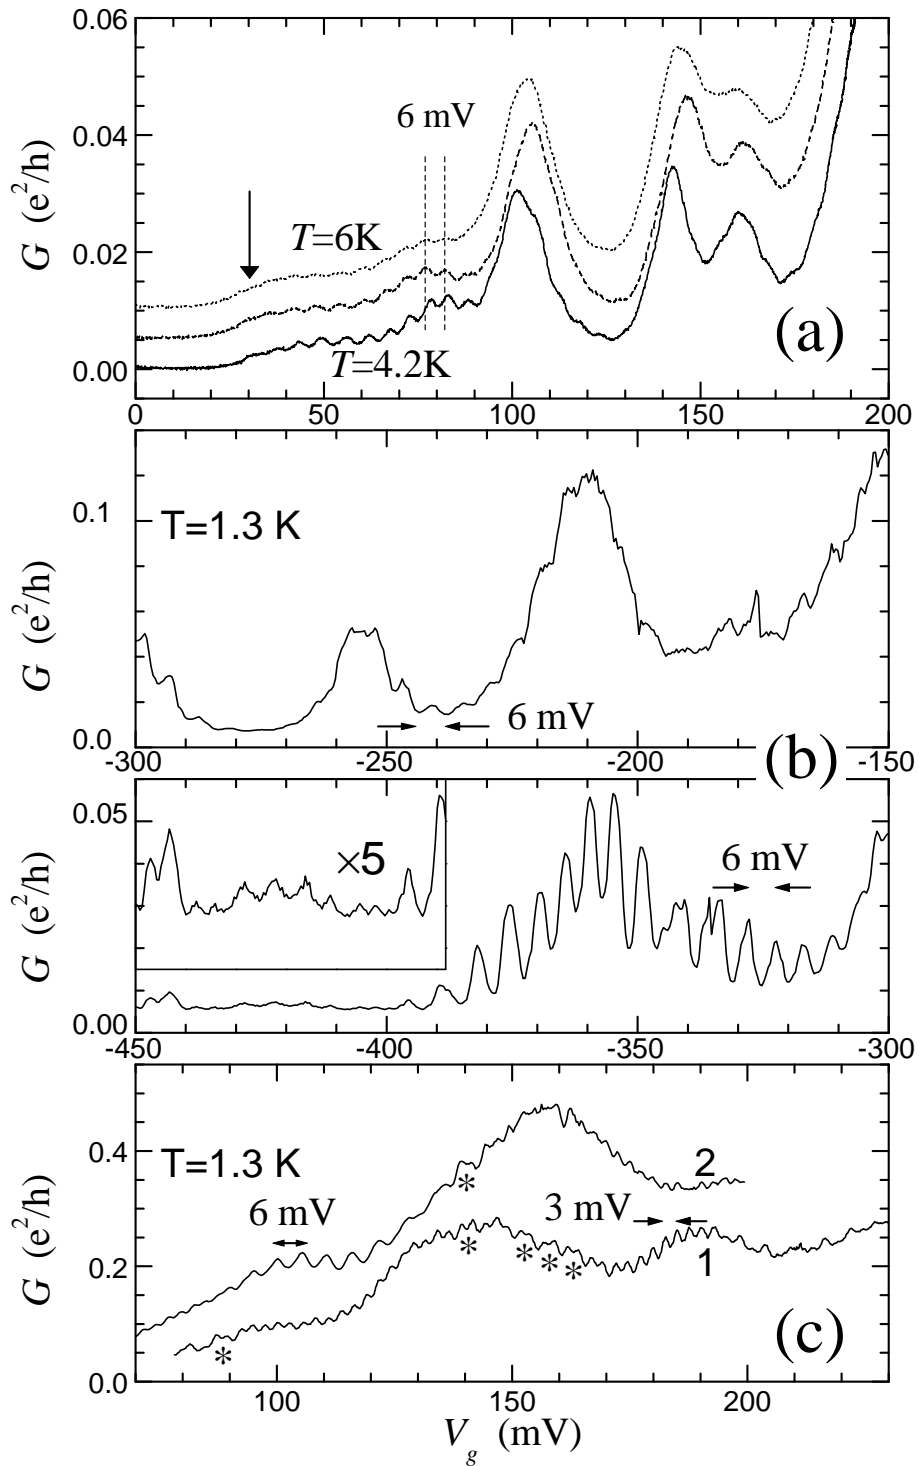 0.06
0.04
0.02
0.00
G (e²/h)
6 mV
T=6K
T=4.2K
(a)
0 50 100 150 200
0.1
0.0
G (e²/h)
T=1.3 K
6 mV
-300 -250 -200 -150
(b)
0.05
0.00
G (e²/h)
×5
6 mV
-450 -400 -350 -300
0.4
0.2
0.0
G (e²/h)
T=1.3 K
2
6 mV
*
3 mV
1
* * * *
*
(c)
100 150 200
V_g (mV)